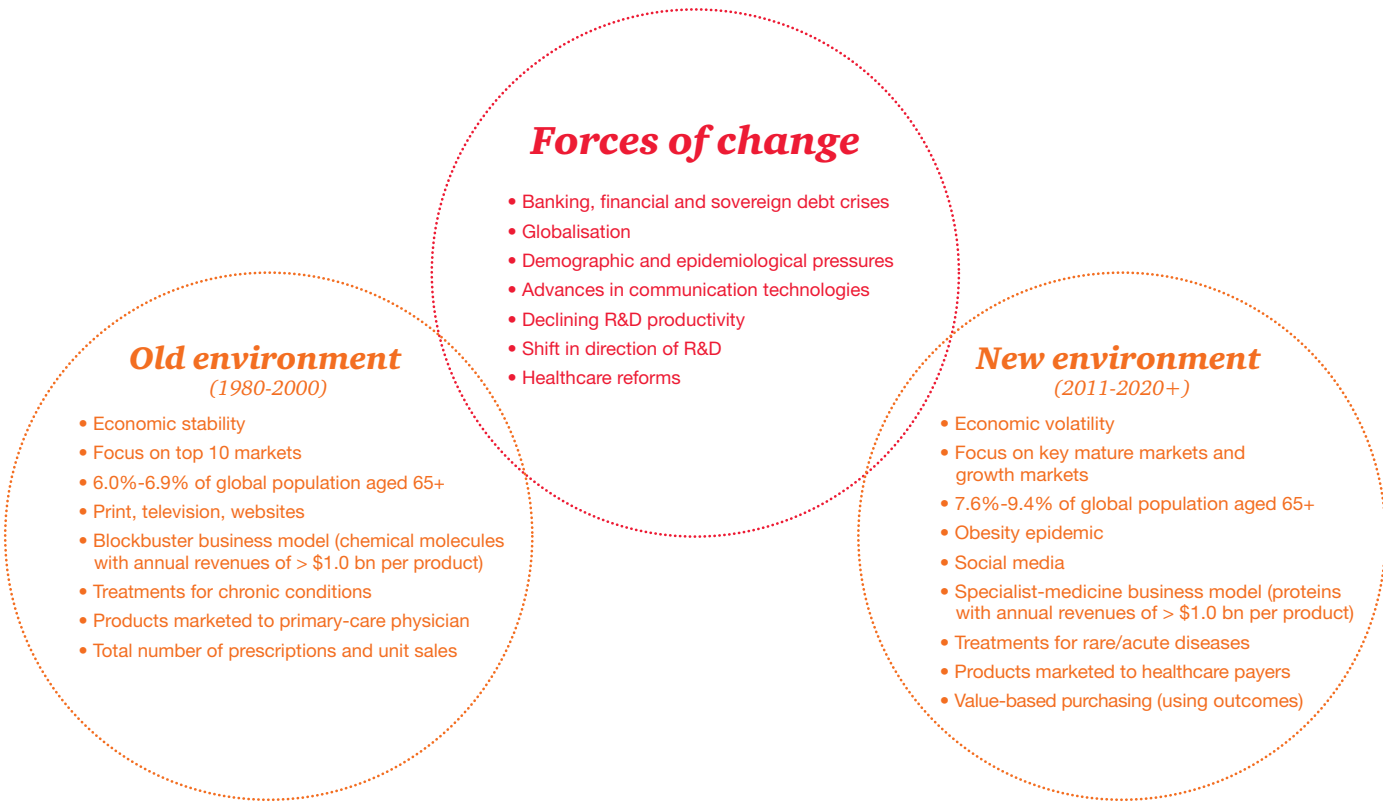 Forces of change
• Banking, financial and sovereign debt crises
• Globalisation
• Demographic and epidemiological pressures
• Advances in communication technologies
• Declining R&D productivity
• Shift in direction of R&D
• Healthcare reforms
Old environment
(1980-2000)
• Economic stability
• Focus on top 10 markets
• 6.0%-6.9% of global population aged 65+
• Print, television, websites
• Blockbuster business model (chemical molecules
with annual revenues of > $1.0 bn per product)
• Treatments for chronic conditions
• Products marketed to primary-care physician
• Total number of prescriptions and unit sales
New environment
(2011-2020+)
• Economic volatility
• Focus on key mature markets and
growth markets
• 7.6%-9.4% of global population aged 65+
• Obesity epidemic
• Social media
• Specialist-medicine business model (proteins
with annual revenues of > $1.0 bn per product)
• Treatments for rare/acute diseases
• Products marketed to healthcare payers
• Value-based purchasing (using outcomes)